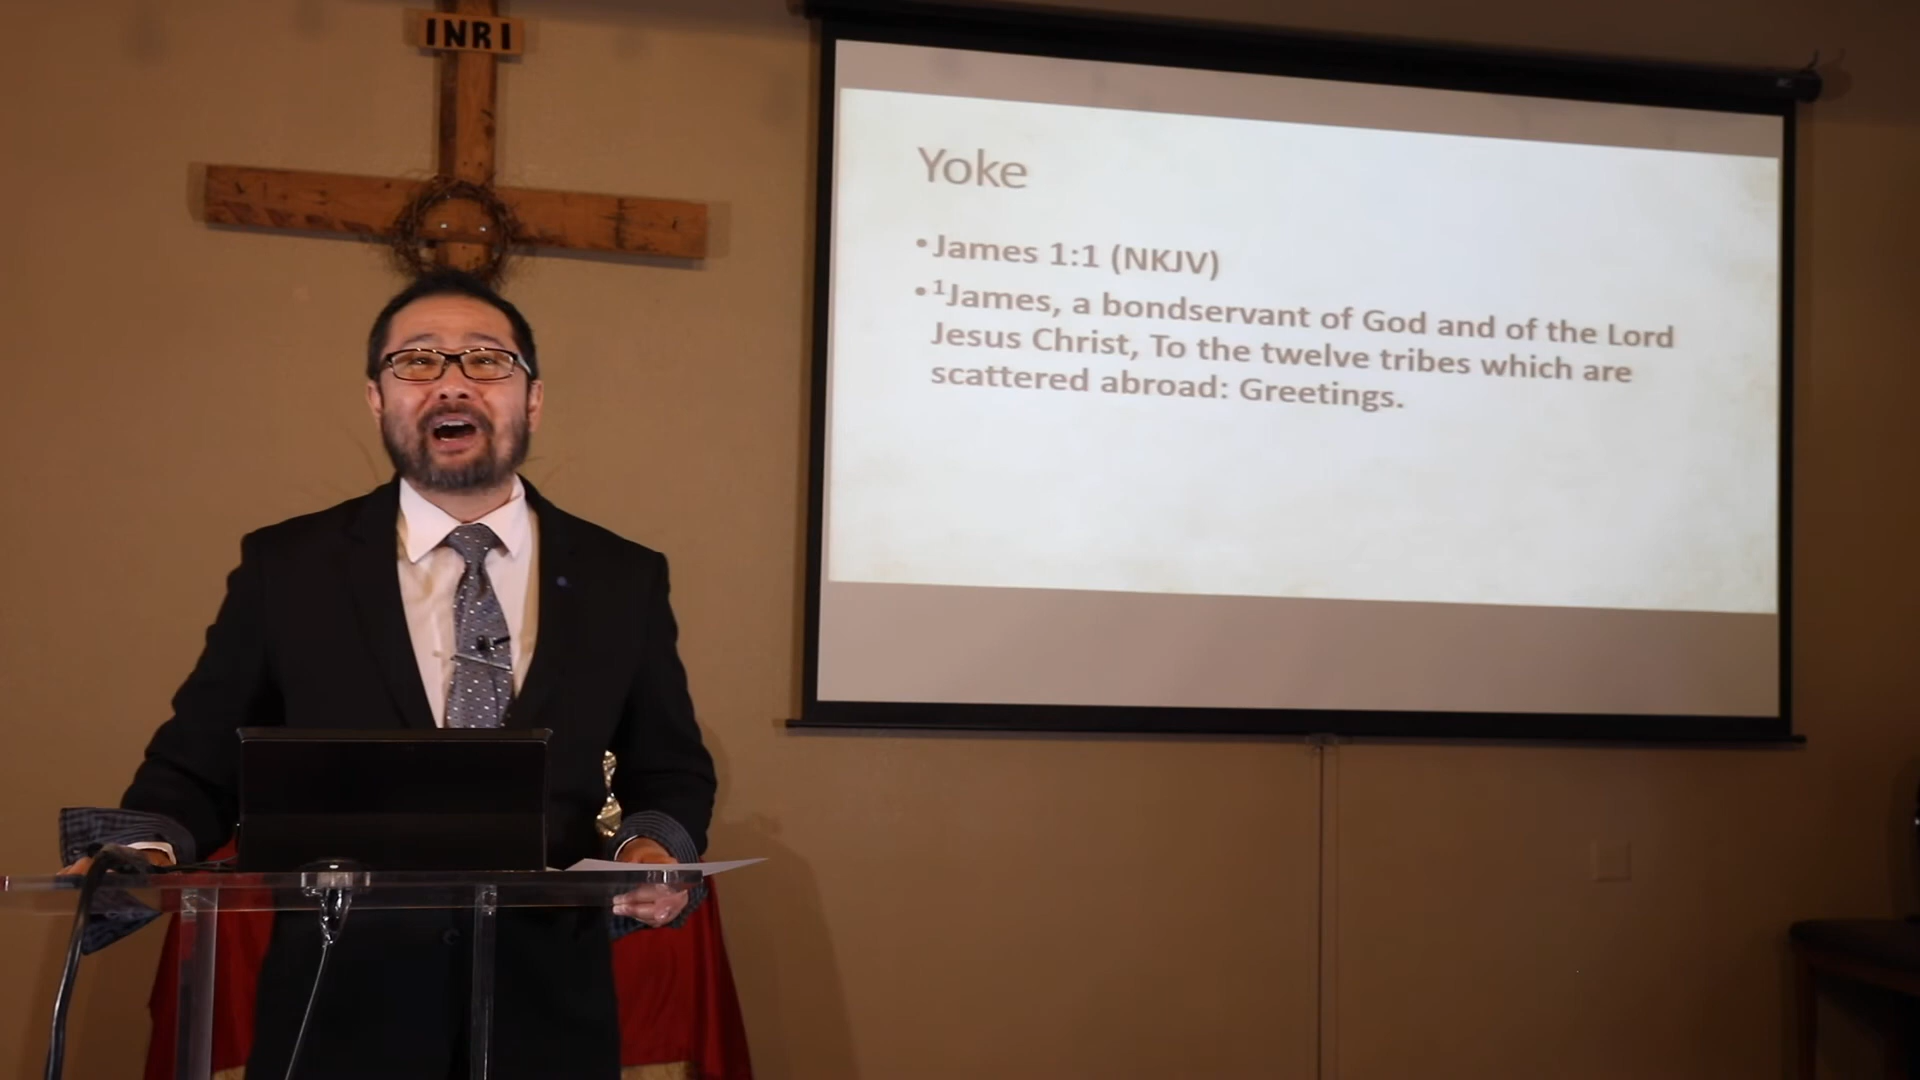 INRI
Yoke
•James 1:1 (NKJV)
•¹James, a bondservant of God and of the Lord
Jesus Christ, To the twelve tribes which are
scattered abroad: Greetings.